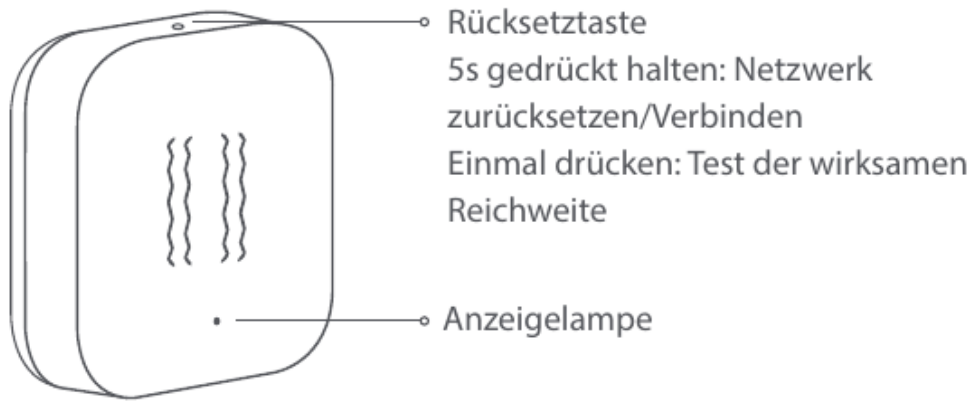 Rücksetztaste
5s gedrückt halten: Netzwerk
zurücksetzen/Verbinden
Einmal drücken: Test der wirksamen
Reichweite
Anzeigelampe